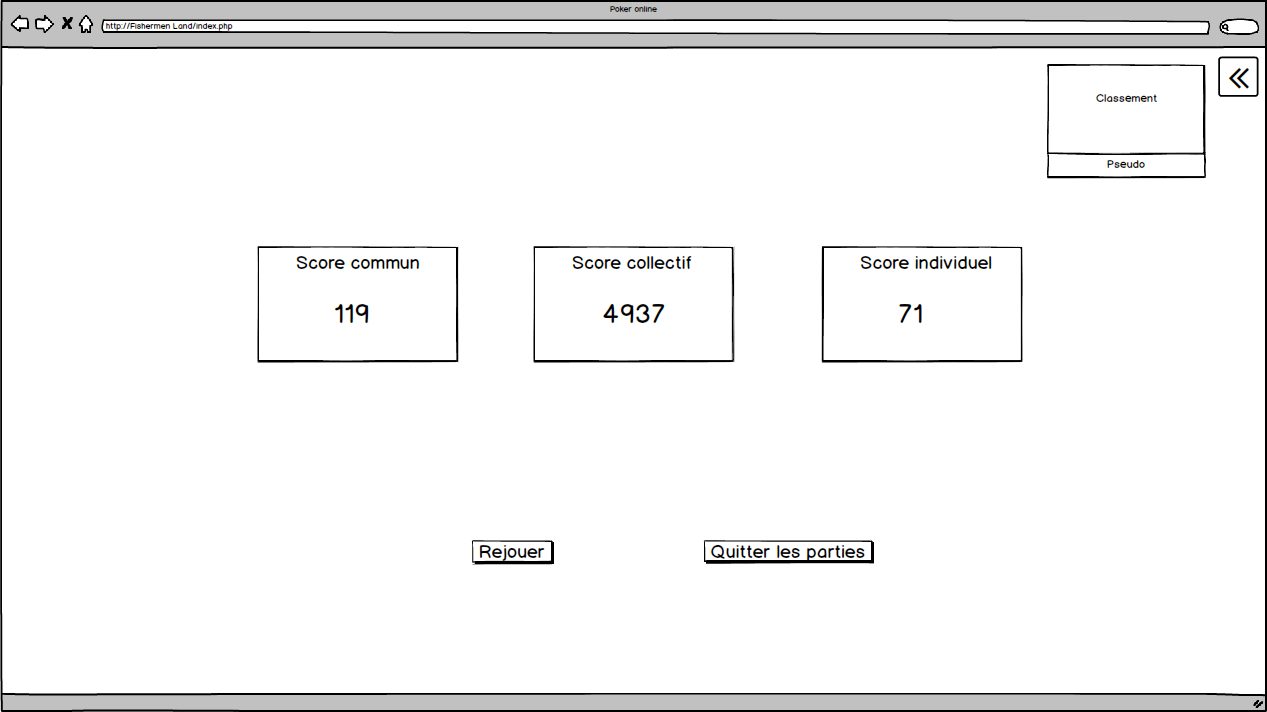 Poker online
http://Fishermen Land/index.php
Classement
Pseudo
Score commun
119
Score collectif
4937
Score individuel
71
Rejouer
Quitter les parties